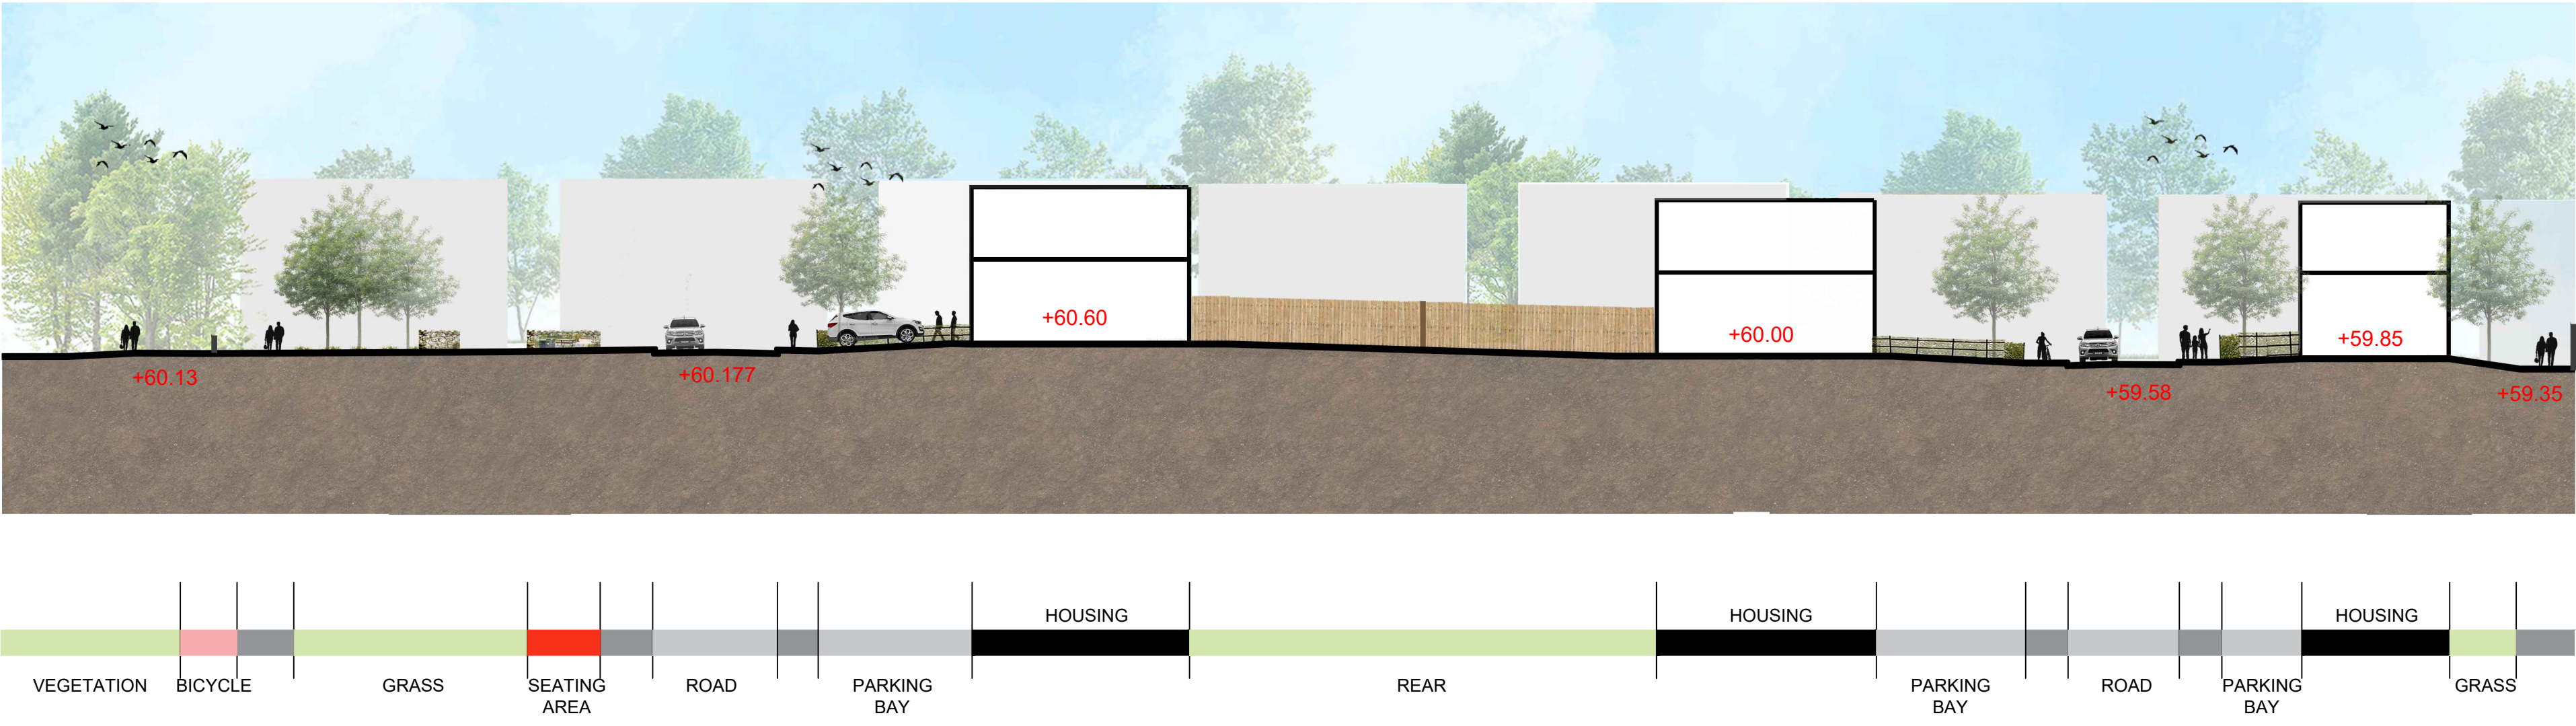 +60.60
+60.00
+59.85
+60.13
+60.177
+59.58
+59.35
HOUSING
HOUSING
HOUSING
VEGETATION
BICYCLE
GRASS
SEATING
AREA
ROAD
PARKING
BAY
REAR
PARKING
BAY
ROAD
PARKING
BAY
GRASS